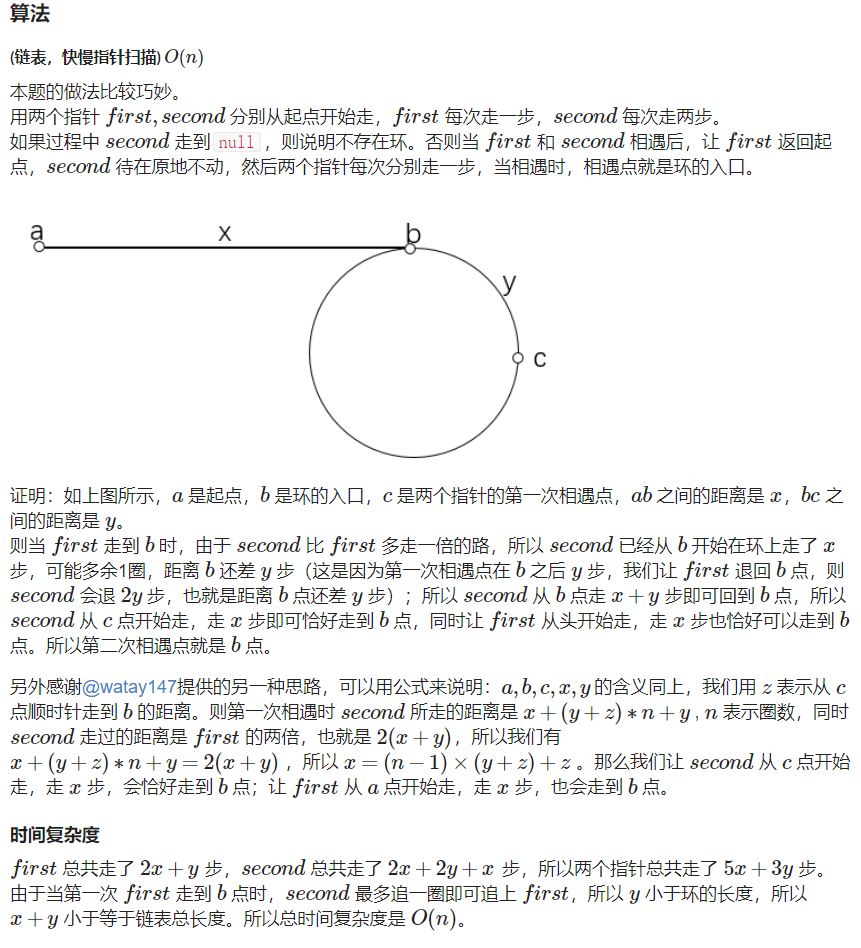 算法
(链表，快慢指针扫描) O(n)
本题的做法比较巧妙。
用两个指针 first, second 分别从起点开始走，first 每次走一步，second 每次走两步。
如果过程中 second 走到 null ，则说明不存在环。否则当 first 和 second 相遇后，让 first 返回起
点，second 待在原地不动，然后两个指针每次分别走一步，当相遇时，相遇点就是环的入口。
a
x
b
y
c
证明：如上图所示，a 是起点，b 是环的入口，c 是两个指针的第一次相遇点，ab 之间的距离是 x，bc 之
间的距离是 y。
则当 first 走到 b 时，由于 second 比 first 多走一倍的路，所以 second 已经从 b 开始在环上走了 x
步，可能多余1圈，距离 b 还差 y 步（这是因为第一次相遇点在 b 之后 y 步，我们让 first 退回 b 点，则
second 会退 2y 步，也就是距离 b 点还差 y 步）；所以 second 从 b 点走 x + y 步即可回到 b 点，所以
second 从 c 点开始走，走 x 步即可恰好走到 b 点，同时让 first 从头开始走，走 x 步也恰好可以走到 b
点。所以第二次相遇点就是 b 点。
另外感谢@watay147提供的另一种思路，可以用公式来说明：a, b, c, x, y 的含义同上，我们用 z 表示从 c
点顺时针走到 b 的距离。则第一次相遇时 second 所走的距离是 x + (y + z) * n + y , n 表示圈数，同时
second 走过的距离是 first 的两倍，也就是 2(x + y)，所以我们有
x + (y + z) * n + y = 2(x + y) ，所以 x = (n − 1) × (y + z) + z 。那么我们让 second 从 c 点开始
走，走 x 步，会恰好走到 b 点；让 first 从 a 点开始走，走 x 步，也会走到 b 点。
时间复杂度
first 总共走了 2x + y 步，second 总共走了 2x + 2y + x 步，所以两个指针总共走了 5x + 3y 步。
由于当第一次 first 走到 b 点时，second 最多追一圈即可追上 first，所以 y 小于环的长度，所以
x + y 小于等于链表总长度。所以总时间复杂度是 O(n)。